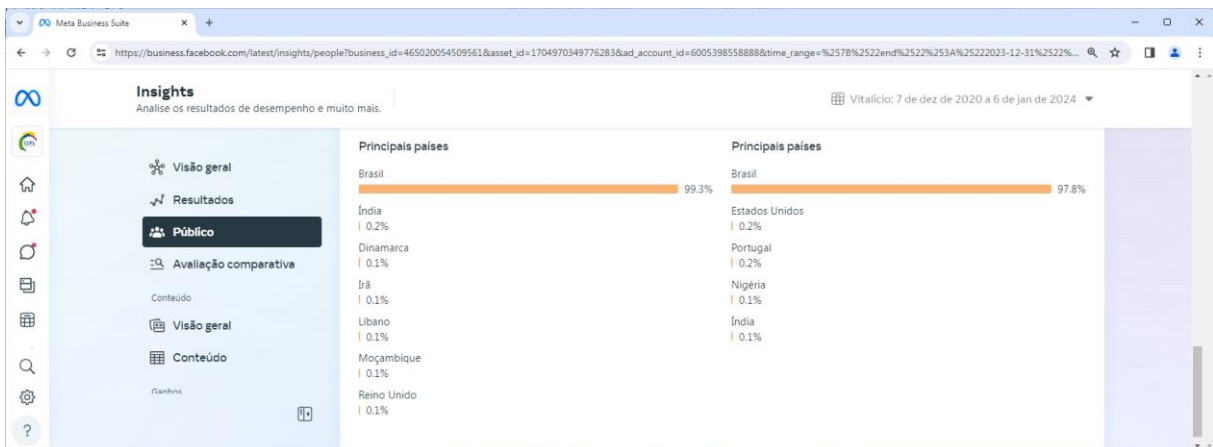 Meta Business Suite
https://business.facebook.com/latest/insights/people?business_id=465020054509561&asset_id=1704970349776283&ad_account_id=6005398558888&time_range=%257B%2522end%2522%253A%25222023-12-31%2522%...
Insights
Analise os resultados de desempenho e muito mais.
Vitalício: 7 de dez de 2020 a 6 de jan de 2024
Visão geral
Resultados
Público
Avaliação comparativa
Conteúdo
Visão geral
Conteúdo
Ganhos
Principais países
Brasil
99.3%
Índia
0.2%
Dinamarca
0.1%
Irã
0.1%
Líbano
0.1%
Moçambique
0.1%
Reino Unido
0.1%
Principais países
Brasil
97.8%
Estados Unidos
0.2%
Portugal
0.2%
Nigéria
0.1%
Índia
0.1%